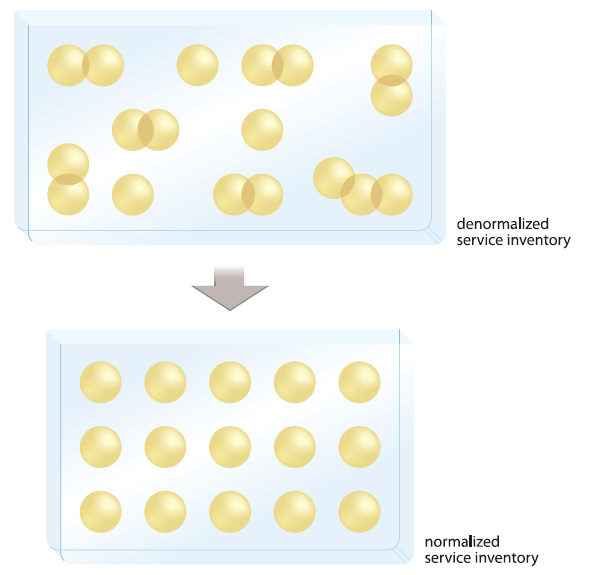 denormalized
service inventory
normalized
service inventory